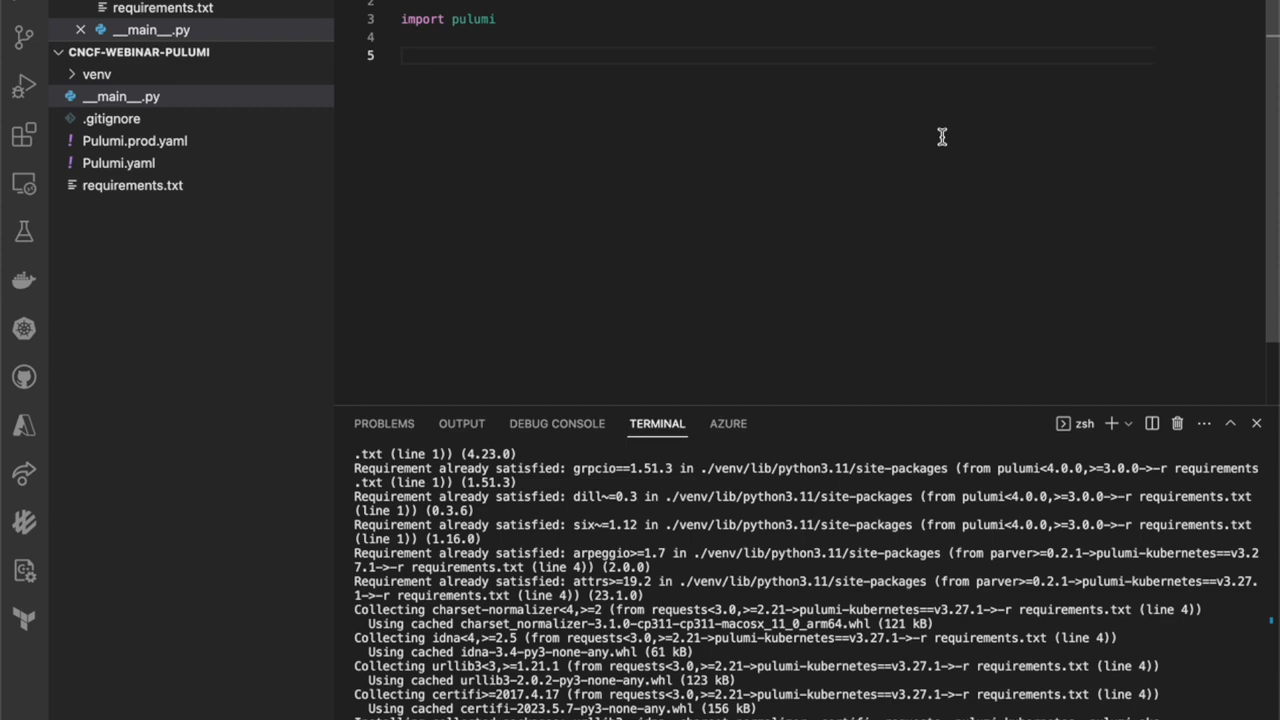 requirements.txt
__main__.py
CNCF-WEBINAR-PULUMI
venv
__main__.py
.gitignore
! Pulumi.prod.yaml
! Pulumi.yaml
requirements.txt
2
3 import pulumi
4
5
PROBLEMS OUTPUT DEBUG CONSOLE TERMINAL AZURE zsh
.txt (line 1)) (4.23.0)
Requirement already satisfied: grpcio==1.51.3 in ./venv/lib/python3.11/site-packages (from pulumi<4.0.0,>=3.0.0->-r requirements
.txt (line 1)) (1.51.3)
Requirement already satisfied: dill~=0.3 in ./venv/lib/python3.11/site-packages (from pulumi<4.0.0,>=3.0.0->-r requirements.txt
(line 1)) (0.3.6)
Requirement already satisfied: six~=1.12 in ./venv/lib/python3.11/site-packages (from pulumi<4.0.0,>=3.0.0->-r requirements.txt
(line 1)) (1.16.0)
Requirement already satisfied: arpeggio>=1.7 in ./venv/lib/python3.11/site-packages (from parver>=0.2.1->pulumi-kubernetes==v3.2
7.1->-r requirements.txt (line 4)) (2.0.0)
Requirement already satisfied: attrs>=19.2 in ./venv/lib/python3.11/site-packages (from parver>=0.2.1->pulumi-kubernetes==v3.27.
1->-r requirements.txt (line 4)) (23.1.0)
Collecting charset-normalizer<4,>=2 (from requests<3.0,>=2.21->pulumi-kubernetes==v3.27.1->-r requirements.txt (line 4))
Using cached charset_normalizer-3.1.0-cp311-cp311-macosx_11_0_arm64.whl (121 kB)
Collecting idna<4,>=2.5 (from requests<3.0,>=2.21->pulumi-kubernetes==v3.27.1->-r requirements.txt (line 4))
Using cached idna-3.4-py3-none-any.whl (61 kB)
Collecting urllib3<3,>=1.21.1 (from requests<3.0,>=2.21->pulumi-kubernetes==v3.27.1->-r requirements.txt (line 4))
Using cached urllib3-2.0.2-py3-none-any.whl (123 kB)
Collecting certifi>=2017.4.17 (from requests<3.0,>=2.21->pulumi-kubernetes==v3.27.1->-r requirements.txt (line 4))
Using cached certifi-2023.5.7-py3-none-any.whl (156 kB)